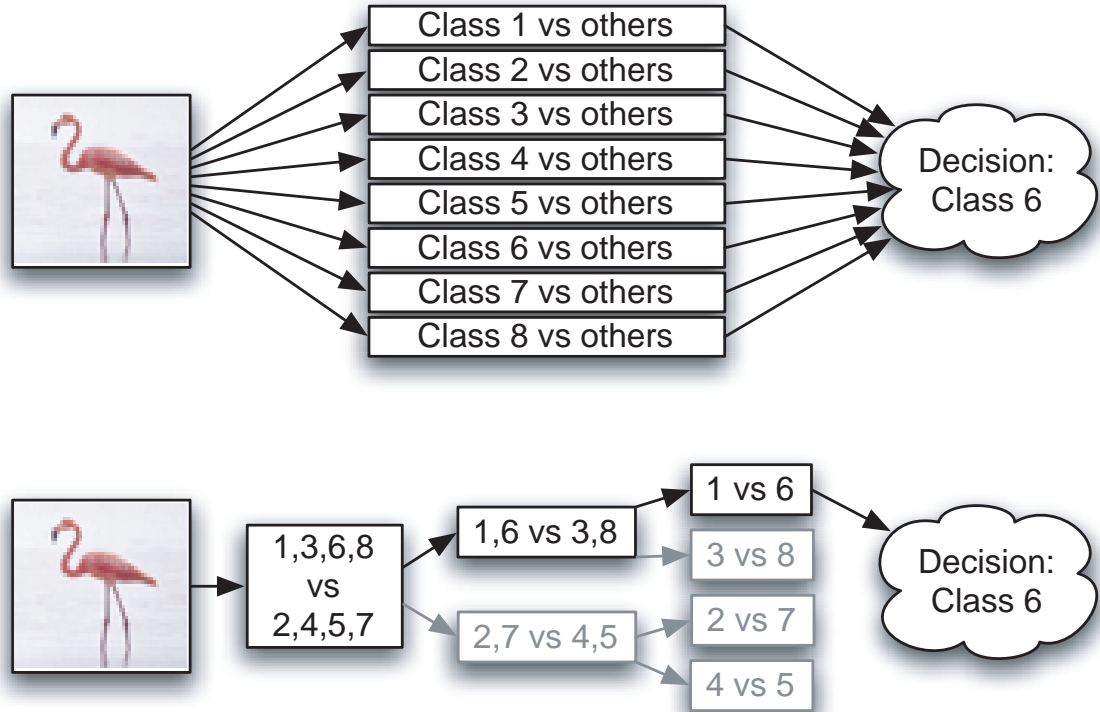 Class 1 vs others
Class 2 vs others
Class 3 vs others
Class 4 vs others
Class 5 vs others
Class 6 vs others
Class 7 vs others
Class 8 vs others
Decision:
Class 6
1,3,6,8
vs
2,4,5,7
1,6 vs 3,8
2,7 vs 4,5
1 vs 6
3 vs 8
2 vs 7
4 vs 5
Decision:
Class 6